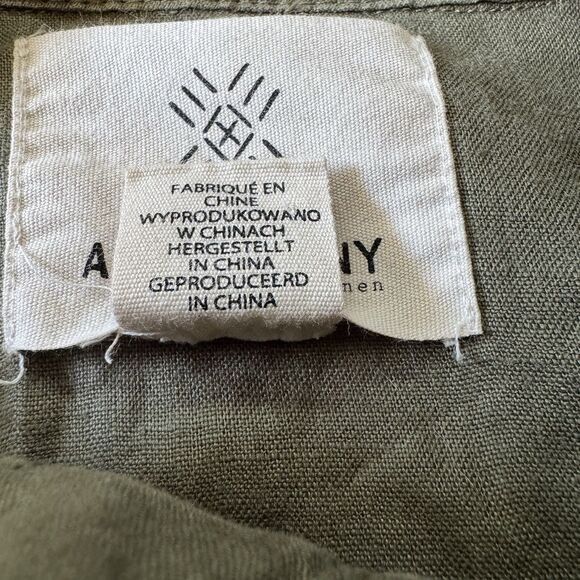 FABRIQUÉ EN
CHINE
WYPRODUKOWANO
W CHINACH
HERGESTELLT
IN CHINA
GEPRODUCEERD
IN CHINA